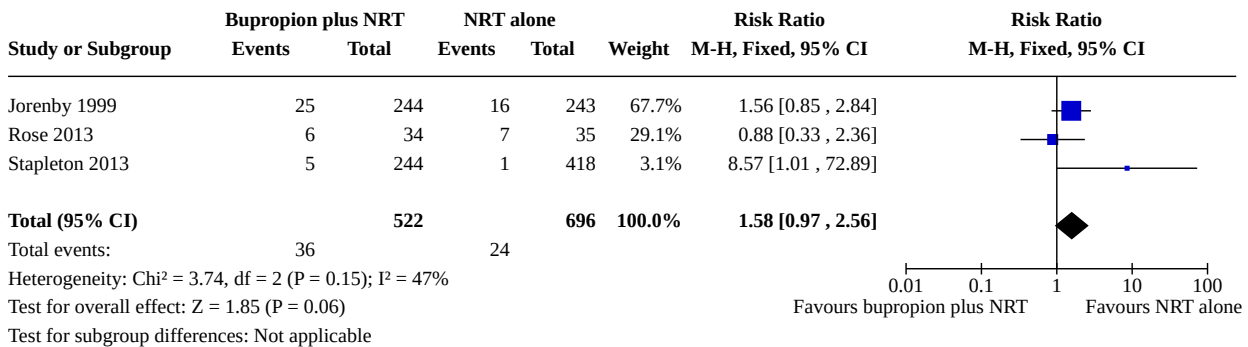 Bupropion plus NRT NRT alone Risk Ratio Risk Ratio
Study or Subgroup Events Total Events Total Weight M-H, Fixed, 95% CI M-H, Fixed, 95% CI
Jorenby 1999 25 244 16 243 67.7% 1.56 [0.85 , 2.84]
Rose 2013 6 34 7 35 29.1% 0.88 [0.33 , 2.36]
Stapleton 2013 5 244 1 418 3.1% 8.57 [1.01 , 72.89]
Total (95% CI) 522 696 100.0% 1.58 [0.97 , 2.56]
Total events: 36 24
Heterogeneity: Chi² = 3.74, df = 2 (P = 0.15); I² = 47%
0.01 0.1 1 10 100
Test for overall effect: Z = 1.85 (P = 0.06) Favours bupropion plus NRT Favours NRT alone
Test for subgroup differences: Not applicable